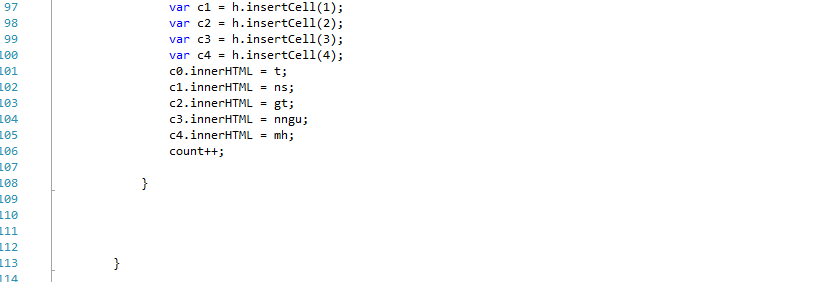 97 var c1 = h.insertCell(1);
98 var c2 = h.insertCell(2);
99 var c3 = h.insertCell(3);
100 var c4 = h.insertCell(4);
101 c0.innerHTML = t;
102 c1.innerHTML = ns;
103 c2.innerHTML = gt;
104 c3.innerHTML = nngu;
105 c4.innerHTML = mh;
106 count++;
107
108 }
109
110
111
112
113 }
114